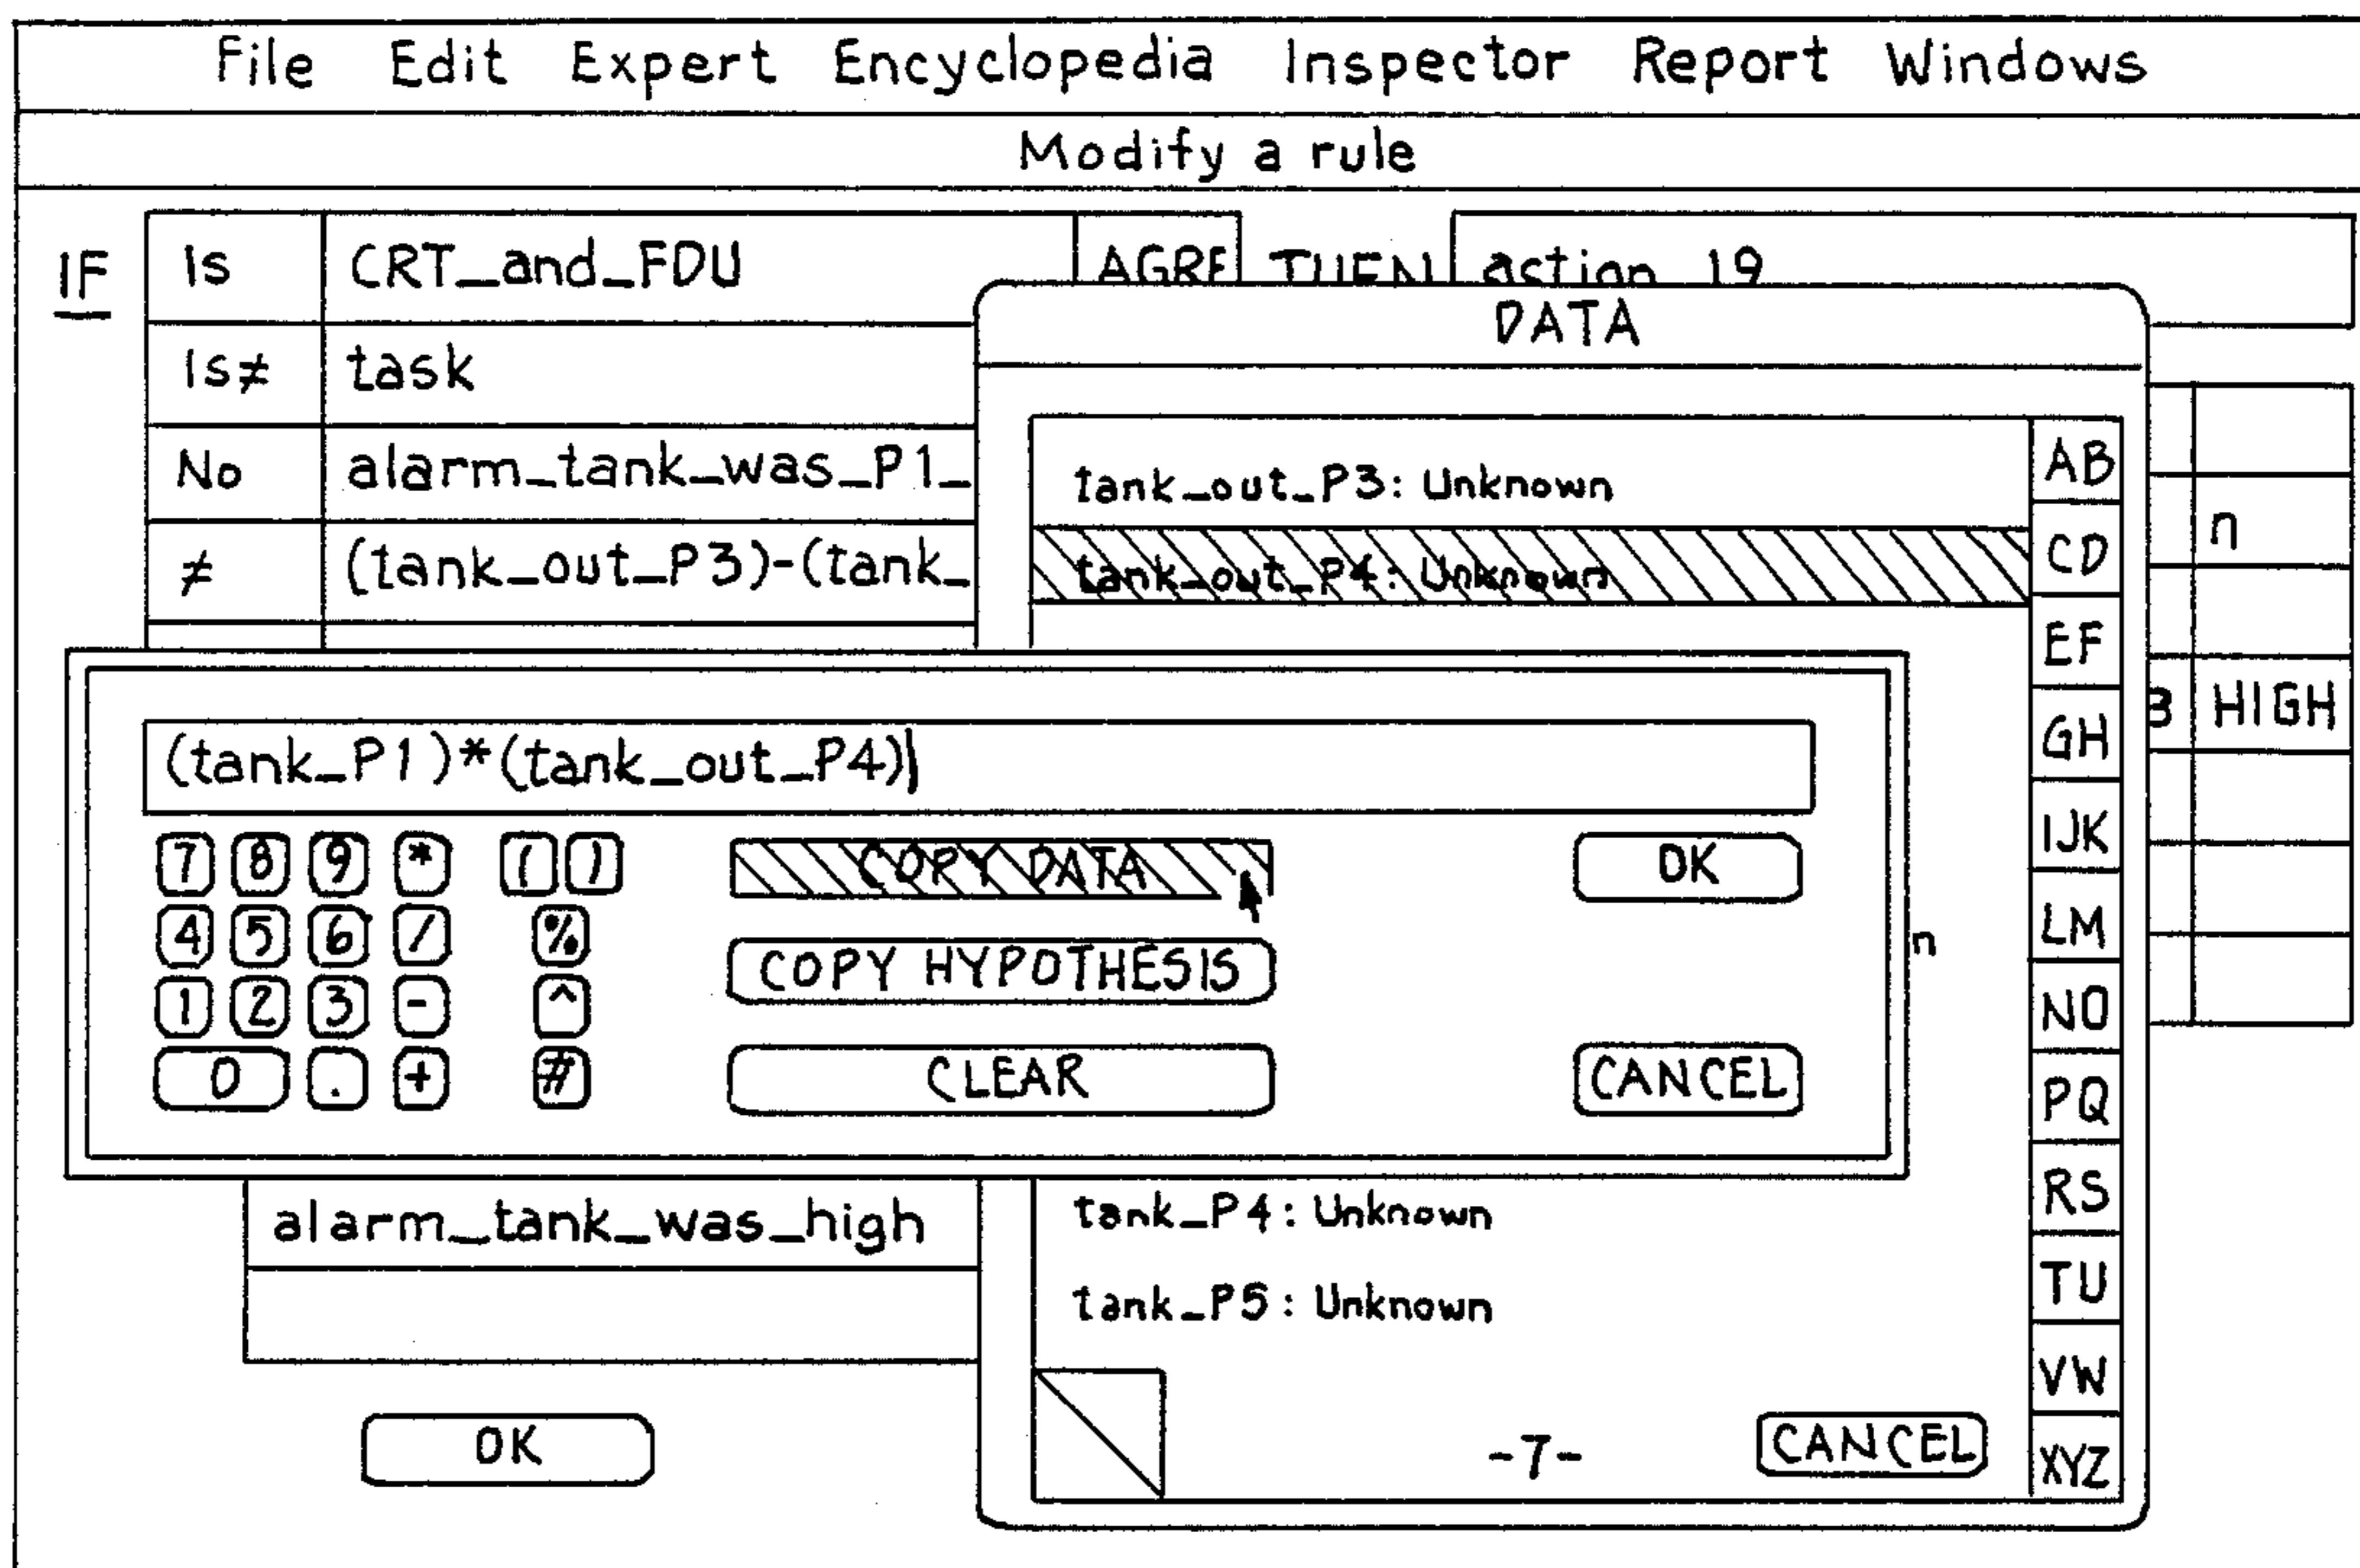 File Edit Expert Encyclopedia Inspector Report Windows
Modify a rule
IF Is CRT_and_FDU AGRE THEN action 19
DATA
Is≠ task
No alarm_tank_was_P1_
≠ (tank_out_P3)-(tank_
tank_out_P3: Unknown
tank_out_P4: Unknown
AB
CD
EF
GH
IJK
LM
NO
PQ
RS
TU
VW
XYZ
n
3 HIGH
(tank_P1)*(tank_out_P4)
7 8 9 * ( ) COPY DATA OK
4 5 6 / % COPY HYPOTHESIS
n
1 2 3 - ^
0 . + # CLEAR CANCEL
alarm_tank_was_high
tank_P4: Unknown
tank_P5: Unknown
OK
-7- CANCEL